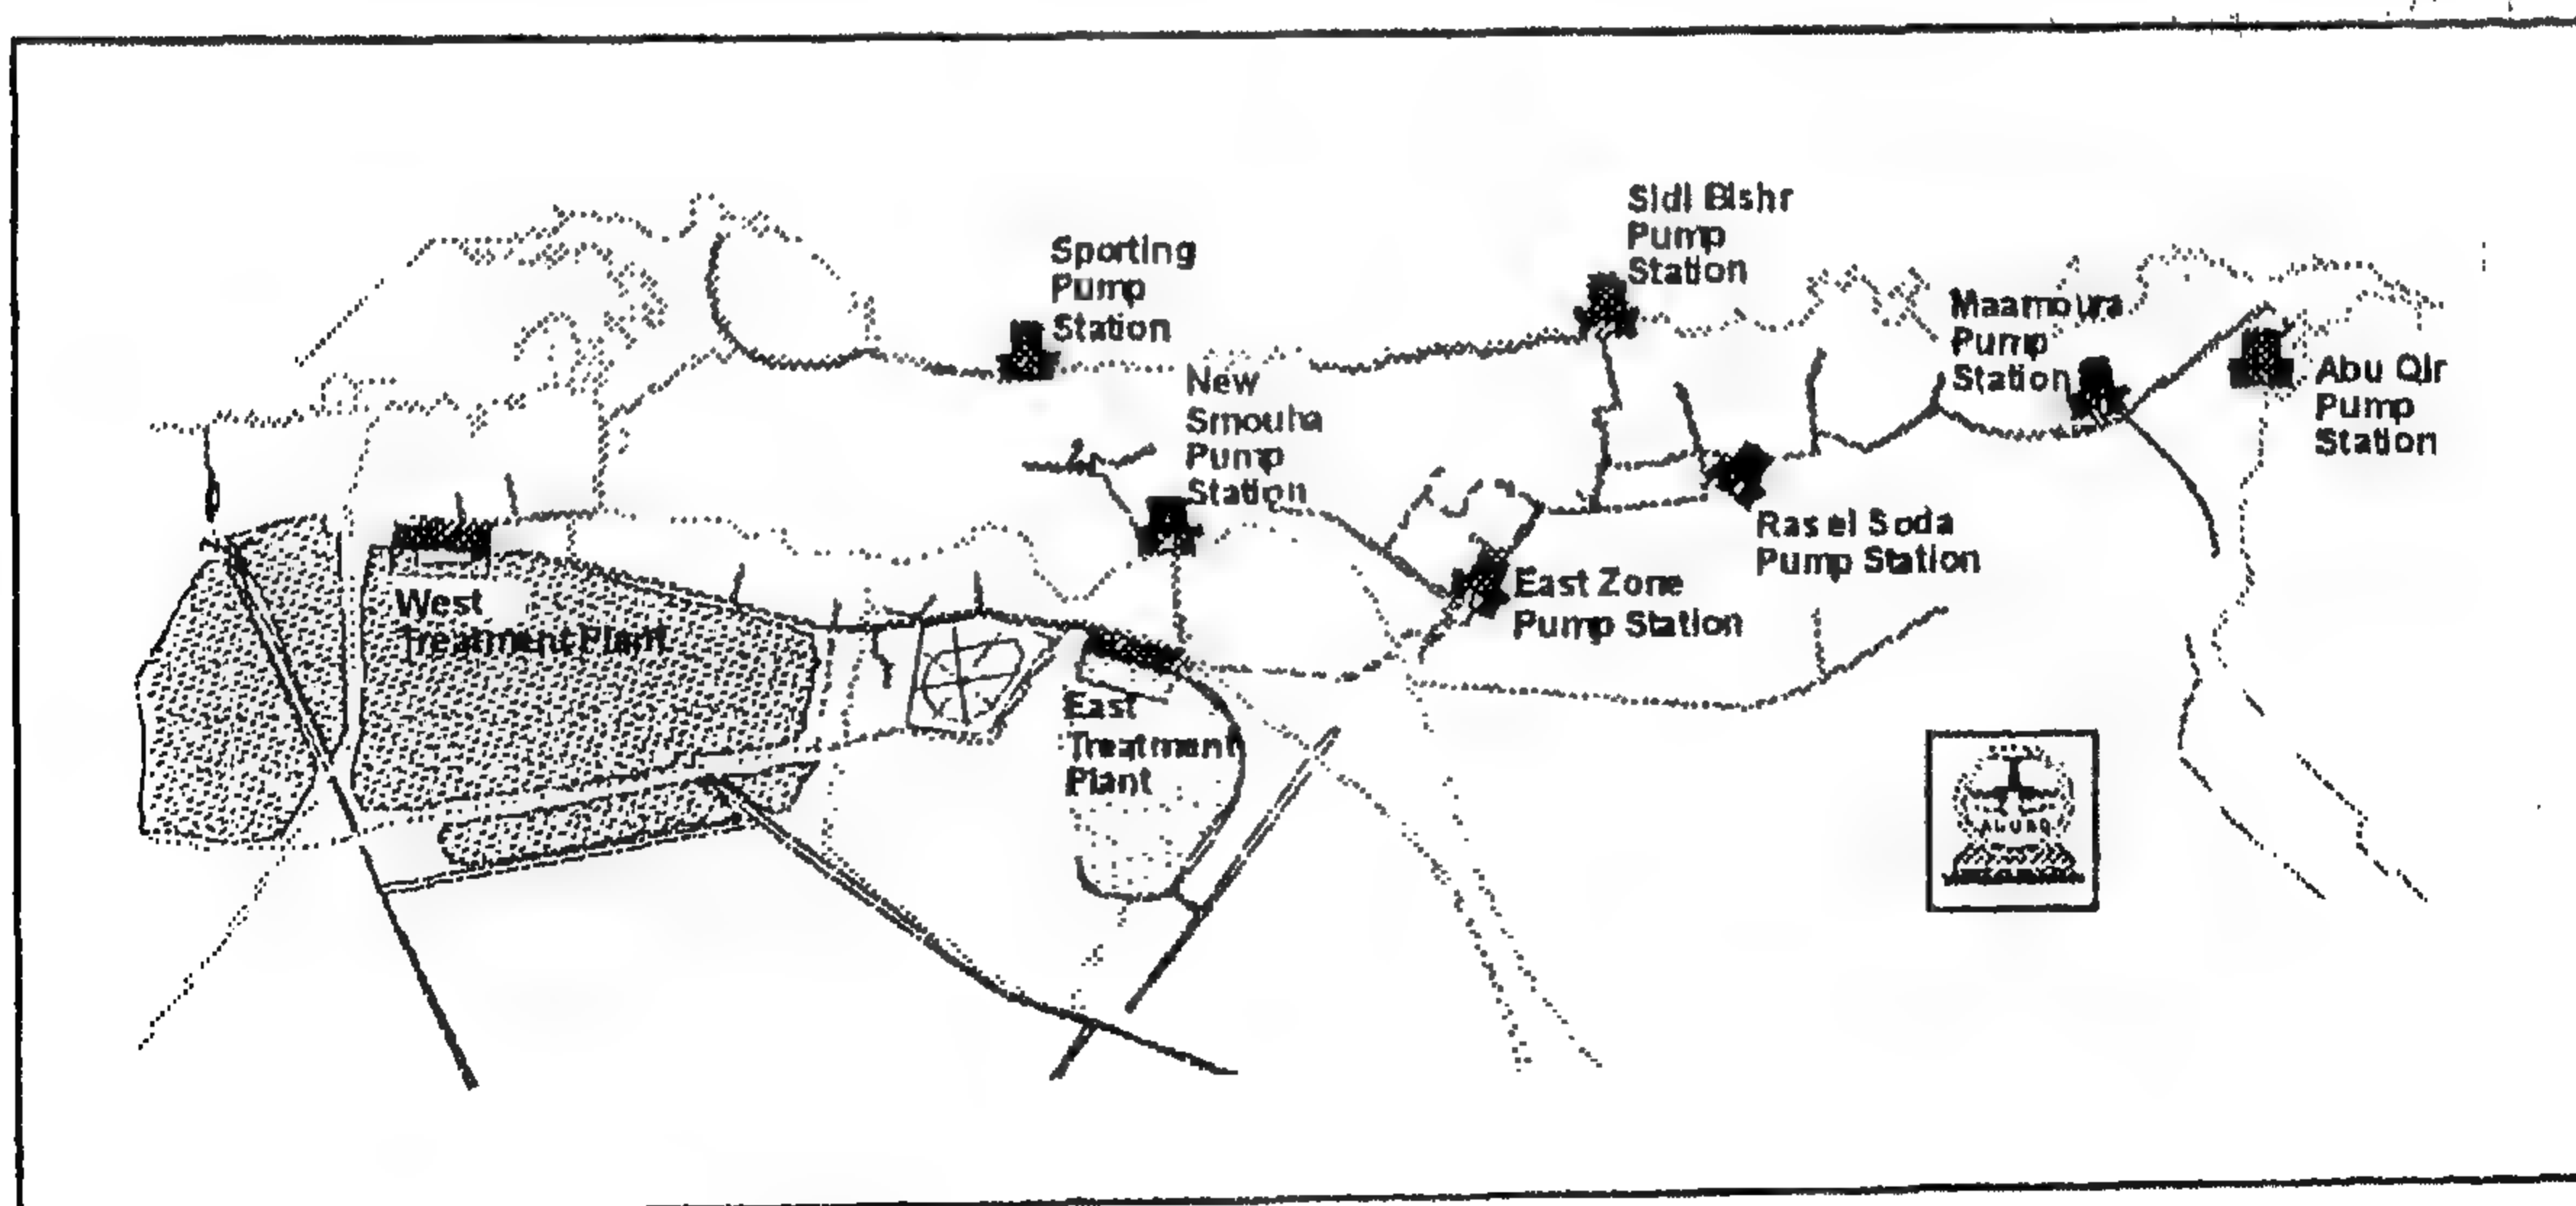 Sidi Bishr
Pump
Station
Sporting
Pump
Station
Maamoura
Pump
Station
Abu Qir
Pump
Station
New
Smouha
Pump
Station
Ras el Soda
Pump Station
East Zone
Pump Station
West
Treatment Plant
East
Treatment
Plant